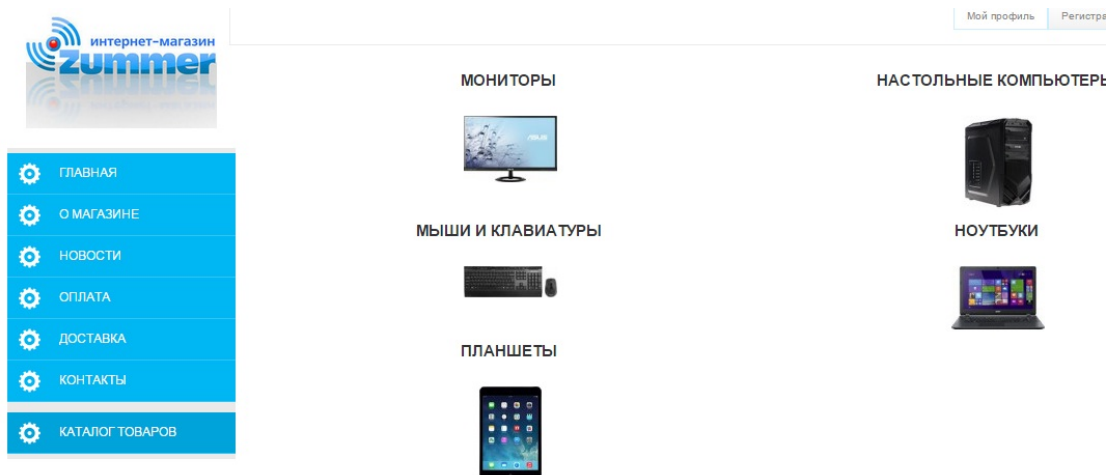 Мой профиль
интернет-магазин
Zummer
МОНИТОРЫ
ASUS
ГЛАВНАЯ
О МАГАЗИНЕ
МЫШИ И КЛАВИАТУРЫ
НОУТБУКИ
НОВОСТИ
ОПЛАТА
ДОСТАВКА
ПЛАНШЕТЫ
КОНТАКТЫ
КАТАЛОГ ТОВАРОВ
НАСТОЛЬНЫЕ